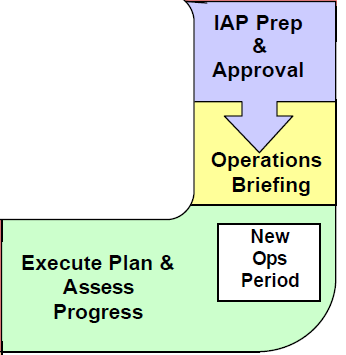 IAP Prep
&
Approval
Operations
Briefing
New
Ops
Period
Execute Plan &
Assess
Progress